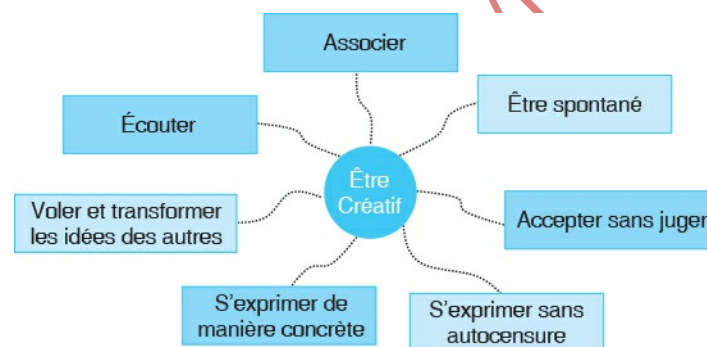 Associer
Être spontané
Écouter
Être
Créatif
Voler et transformer
les idées des autres
Accepter sans juger
S'exprimer de
manière concrète
S'exprimer sans
autocensure